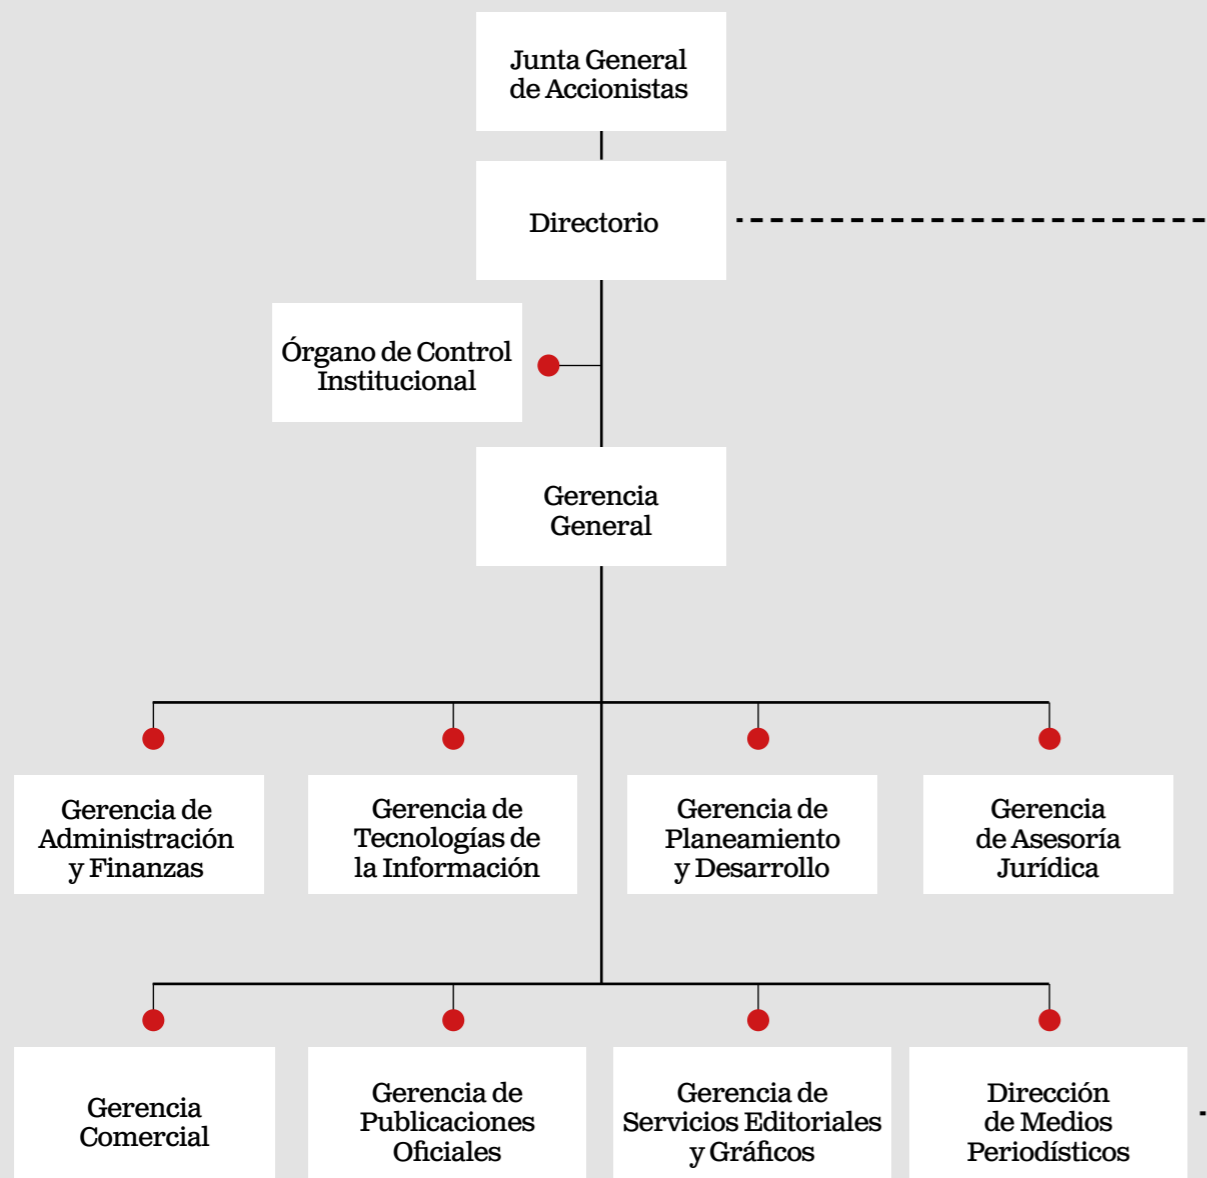 Junta General
de Accionistas
Directorio
Órgano de Control
Institucional
Gerencia
General
Gerencia de
Administración
y Finanzas
Gerencia de
Tecnologías de
la Información
Gerencia de
Planeamiento
y Desarrollo
Gerencia
de Asesoría
Jurídica
Gerencia
Comercial
Gerencia de
Publicaciones
Oficiales
Gerencia de
Servicios Editoriales
y Gráficos
Dirección
de Medios
Periodísticos